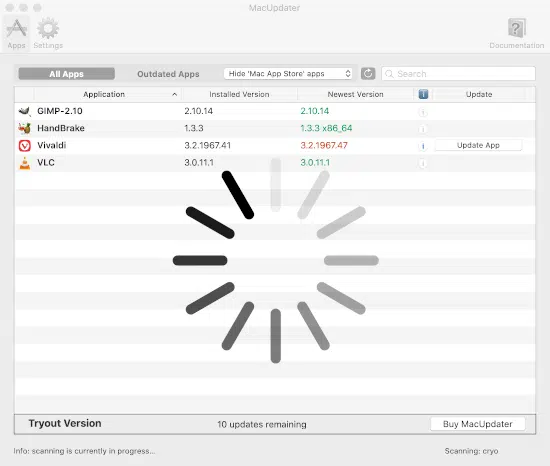 MacUpdater
Apps Settings Documentation
All Apps Outdated Apps Hide 'Mac App Store' apps Search
Application Installed Version Newest Version Update
GIMP-2.10 2.10.14 2.10.14
HandBrake 1.3.3 1.3.3 x86_64
Vivaldi 3.2.1967.41 3.2.1967.47 Update App
VLC 3.0.11.1 3.0.11.1
Tryout Version 10 updates remaining Buy MacUpdater
Info: scanning is currently in progress... Scanning: cryo